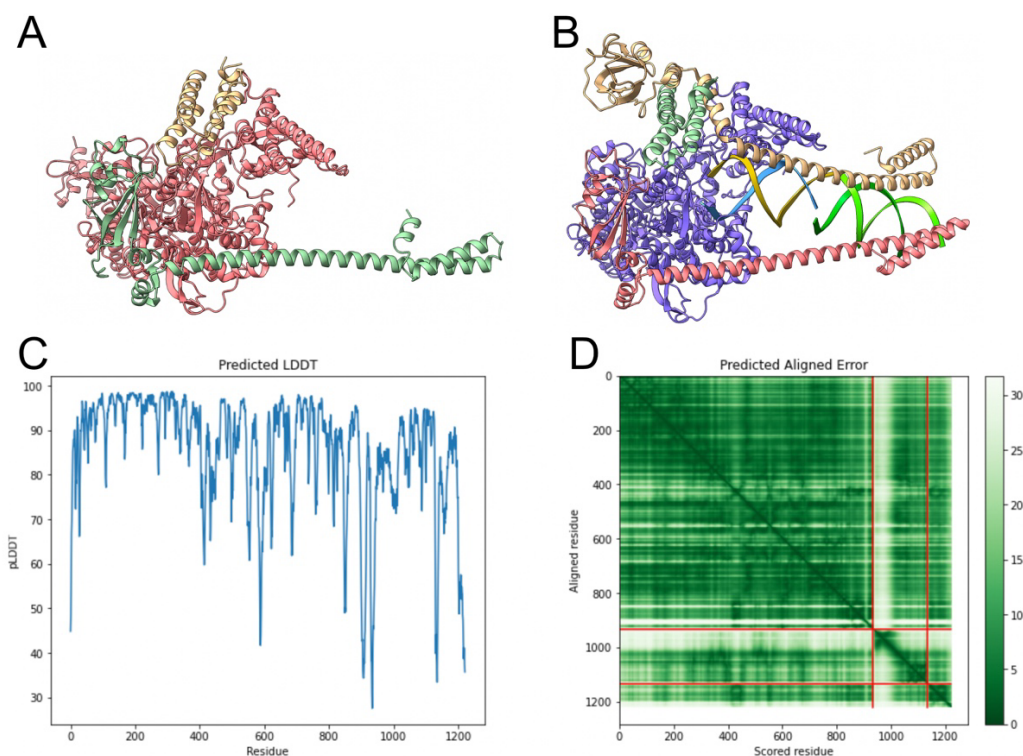 A
B
C
Predicted LDDT
100
90
80
70
60
50
40
30
pLDDT
0 200 400 600 800 1000 1200
Residue
D
Predicted Aligned Error
0
200
400
600
800
1000
1200
Aligned residue
0 200 400 600 800 1000 1200
Scored residue
30
25
20
15
10
5
0